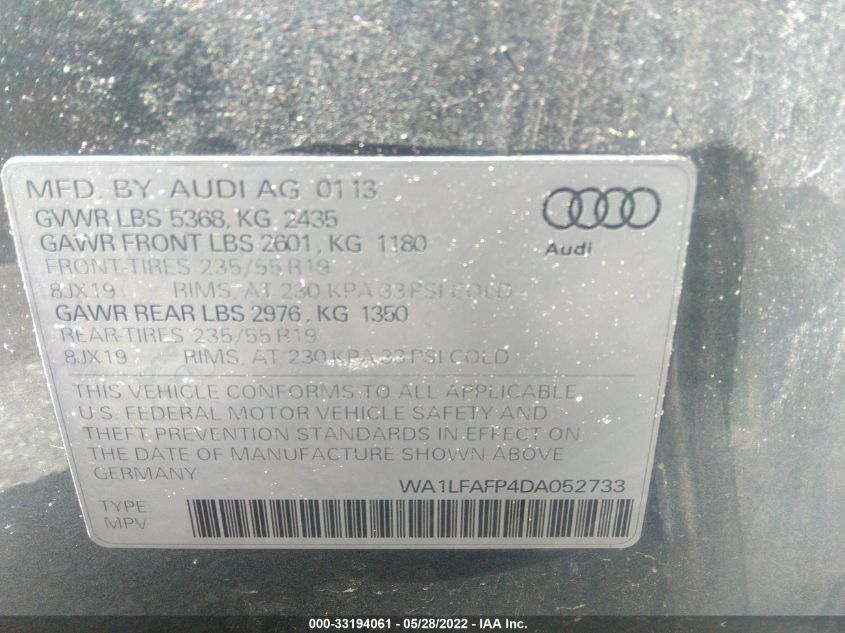 MFD. BY AUDI AG 01 13
GVWR LBS 5368, KG 2435
GAWR FRONT LBS 2601, KG 1180
FRONT-TIRES 235/55 R19
8JX19 RIMS, AT 230 KPA 33 PSI COLD
GAWR REAR LBS 2976, KG 1350
REAR-TIRES 235/55 R19
8JX19 RIMS, AT 230 KPA 33 PSI COLD
Audi
THIS VEHICLE CONFORMS TO ALL APPLICABLE
U.S. FEDERAL MOTOR VEHICLE SAFETY AND
THEFT PREVENTION STANDARDS IN EFFECT ON
THE DATE OF MANUFACTURE SHOWN ABOVE
GERMANY
WA1LFAFP4DA052733
TYPE
MPV
000-33194061 - 05/28/2022 - IAA Inc.